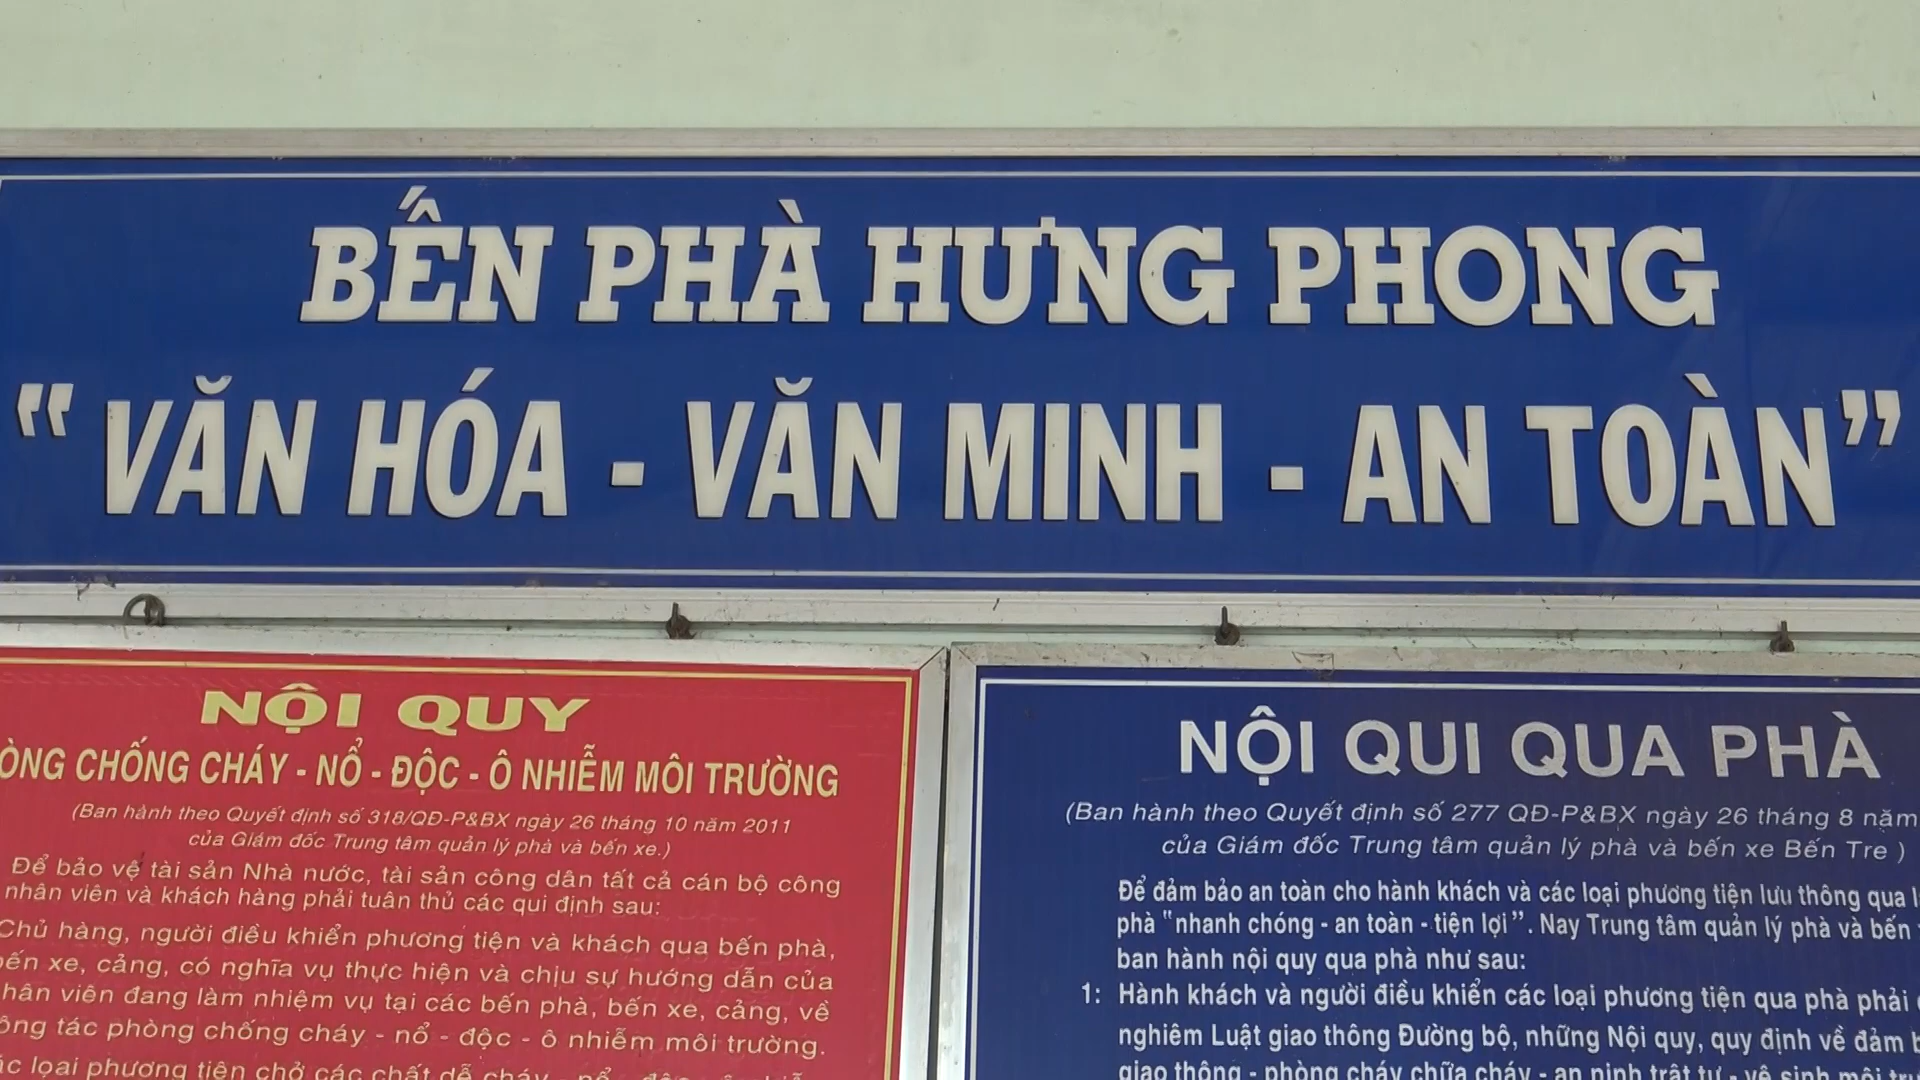 BẾN PHÀ HƯNG PHONG
“ VĂN HÓA - VĂN MINH - AN TOÀN”
NỘI QUY
CHỐNG CHÁY - NỔ - ĐỘC - Ô NHIỄM MÔI TRƯỜNG
(Ban hành theo Quyết định số 318/QĐ-P&BX ngày 26 tháng 10 năm 2011
của Giám đốc Trung tâm quản lý phà và bến xe.)
Để bảo vệ tài sản Nhà nước, tài sản công dân tất cả cán bộ công
nhân viên và khách hàng phải tuân thủ các qui định sau:
Chủ hàng, người điều khiển phương tiện và khách qua bến phà,
bến xe, cảng, có nghĩa vụ thực hiện và chịu sự hướng dẫn của
nhân viên đang làm nhiệm vụ tại các bến phà, bến xe, cảng, về
công tác phòng chống cháy - nổ - độc - ô nhiễm môi trường.
loại phương tiện chở các chất dễ cháy - nổ -
NỘI QUI QUA PHÀ
(Ban hành theo Quyết định số 277 QĐ-P&BX ngày 26 tháng 8 năm
của Giám đốc Trung tâm quản lý phà và bến xe Bến Tre )
Để đảm bảo an toàn cho hành khách và các loại phương tiện lưu thông qua
phà "nhanh chóng - an toàn - tiện lợi". Nay Trung tâm quản lý phà và bến
ban hành nội quy qua phà như sau:
1: Hành khách và người điều khiển các loại phương tiện qua phà phải
nghiêm Luật giao thông Đường bộ, những Nội quy, quy định về đảm
giao thông - phòng cháy chữa cháy - an ninh trật tự - vệ sinh môi